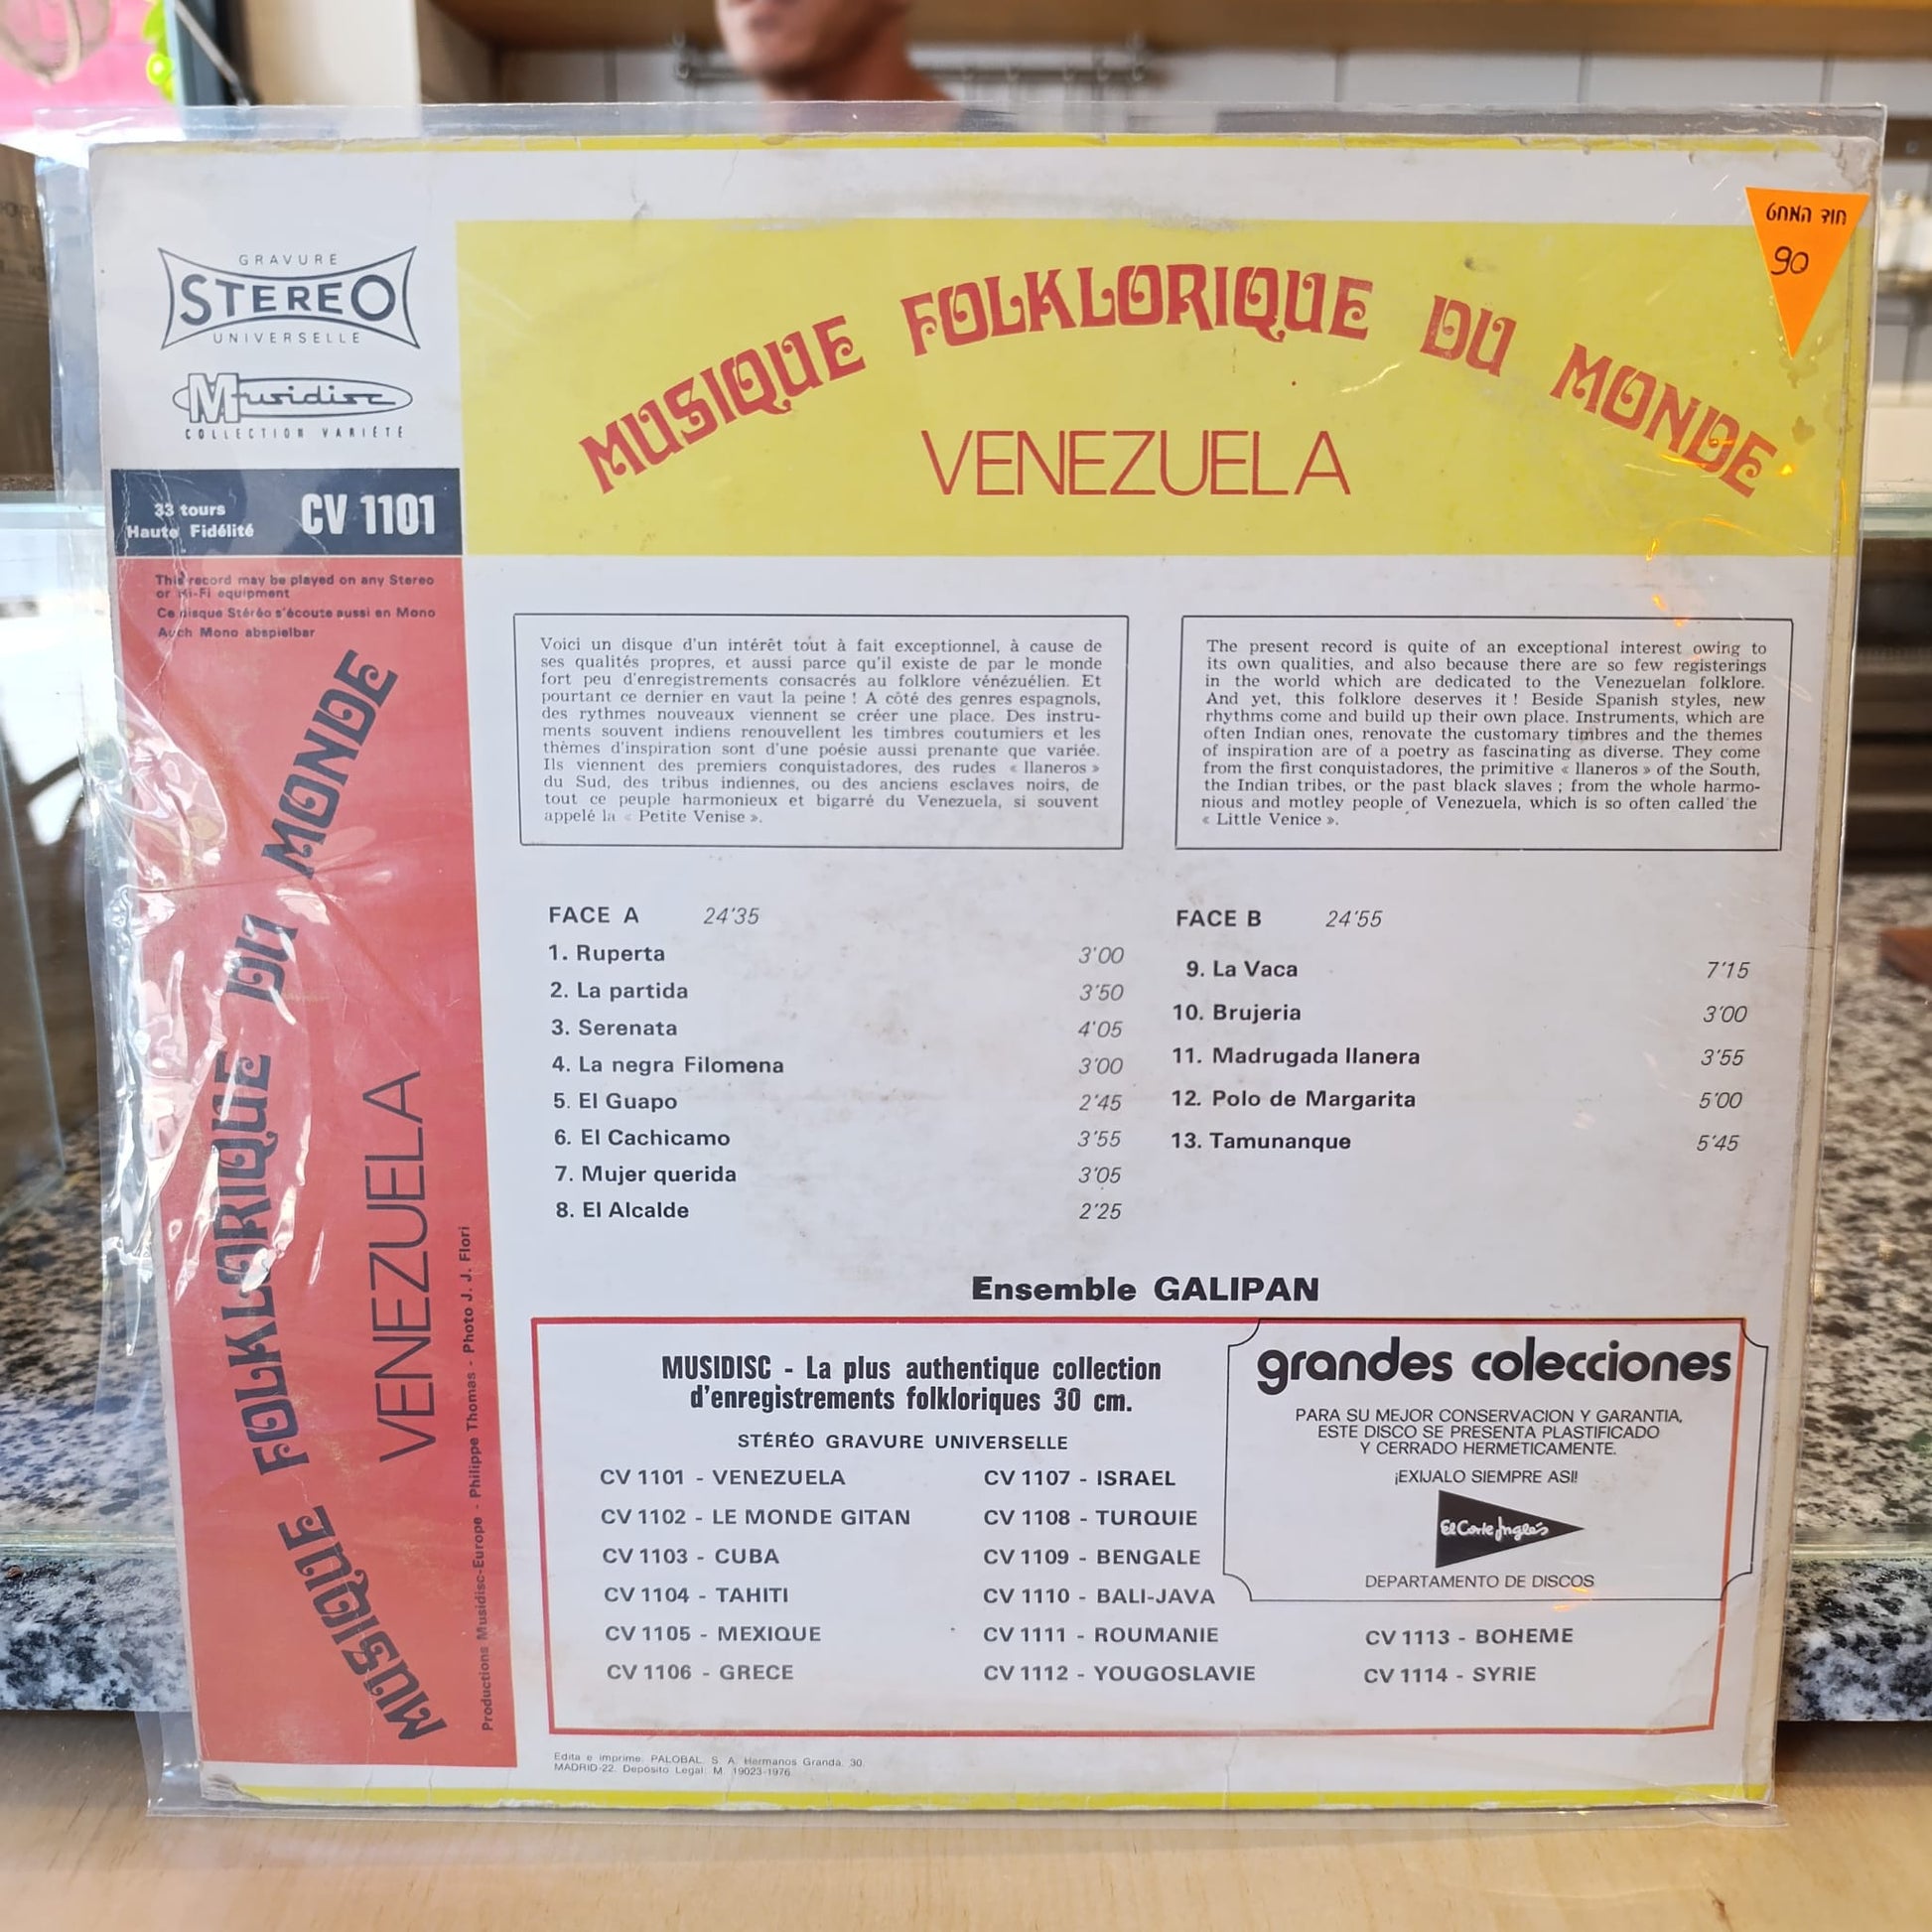 GRAVURE
STEREO
UNIVERSELLE
Musidisc
COLLECTION VARIÉTÉ
33 tours
Haute Fidélité
CV 1101
This record may be played on any Stereo
or Hi-Fi equipment
Ce disque Stéréo s'écoute aussi en Mono
Auch Mono abspielbar
MUSIQUE FOLKLORIQUE DU MONDE
VENEZUELA
Productions Musidisc-Europe - Philippe Thomas - Photo J. J. Flori
MUSIQUE FOLKLORIQUE DU MONDE
VENEZUELA
חוד המחט
90
Voici un disque d'un intérêt tout à fait exceptionnel, à cause de
ses qualités propres, et aussi parce qu'il existe de par le monde
fort peu d'enregistrements consacrés au folklore vénézuélien. Et
pourtant ce dernier en vaut la peine ! A côté des genres espagnols,
des rythmes nouveaux viennent se créer une place. Des instru-
ments souvent indiens renouvellent les timbres coutumiers et les
thèmes d'inspiration sont d'une poésie aussi prenante que variée.
Ils viennent des premiers conquistadores, des rudes « llaneros »
du Sud, des tribus indiennes, ou des anciens esclaves noirs, de
tout ce peuple harmonieux et bigarré du Venezuela, si souvent
appelé la « Petite Venise ».
The present record is quite of an exceptional interest owing to
its own qualities, and also because there are so few registerings
in the world which are dedicated to the Venezuelan folklore.
And yet, this folklore deserves it ! Beside Spanish styles, new
rhythms come and build up their own place. Instruments, which are
often Indian ones, renovate the customary timbres and the themes
of inspiration are of a poetry as fascinating as diverse. They come
from the first conquistadores, the primitive « llaneros » of the South,
the Indian tribes, or the past black slaves ; from the whole harmo-
nious and motley people of Venezuela, which is so often called the
« Little Venice ».
FACE A 24'35
1. Ruperta 3'00
2. La partida 3'50
3. Serenata 4'05
4. La negra Filomena 3'00
5. El Guapo 2'45
6. El Cachicamo 3'55
7. Mujer querida 3'05
8. El Alcalde 2'25
FACE B 24'55
9. La Vaca 7'15
10. Brujeria 3'00
11. Madrugada llanera 3'55
12. Polo de Margarita 5'00
13. Tamunanque 5'45
Ensemble GALIPAN
MUSIDISC - La plus authentique collection
d'enregistrements folkloriques 30 cm.
STÉRÉO GRAVURE UNIVERSELLE
CV 1101 - VENEZUELA
CV 1102 - LE MONDE GITAN
CV 1103 - CUBA
CV 1104 - TAHITI
CV 1105 - MEXIQUE
CV 1106 - GRECE
CV 1107 - ISRAEL
CV 1108 - TURQUIE
CV 1109 - BENGALE
CV 1110 - BALI-JAVA
CV 1111 - ROUMANIE
CV 1112 - YOUGOSLAVIE
CV 1113 - BOHEME
CV 1114 - SYRIE
grandes colecciones
PARA SU MEJOR CONSERVACION Y GARANTIA,
ESTE DISCO SE PRESENTA PLASTIFICADO
Y CERRADO HERMETICAMENTE.
¡EXIJALO SIEMPRE ASI!
El Corte Inglés
DEPARTAMENTO DE DISCOS
Edita e imprime: PALOBAL, S. A. Hermanos Granda, 30.
MADRID-22. Depósito Legal: M. 19023-1976